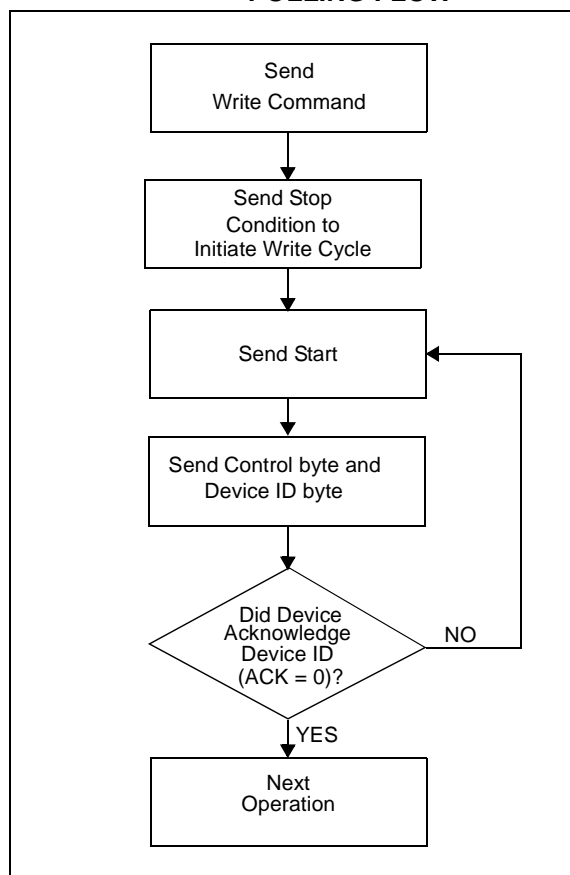 Send
Write Command
Send Stop
Condition to
Initiate Write Cycle
Send Start
Send Control byte and
Device ID byte
Did Device
Acknowledge
Device ID
(ACK = 0)?
NO
YES
Next
Operation